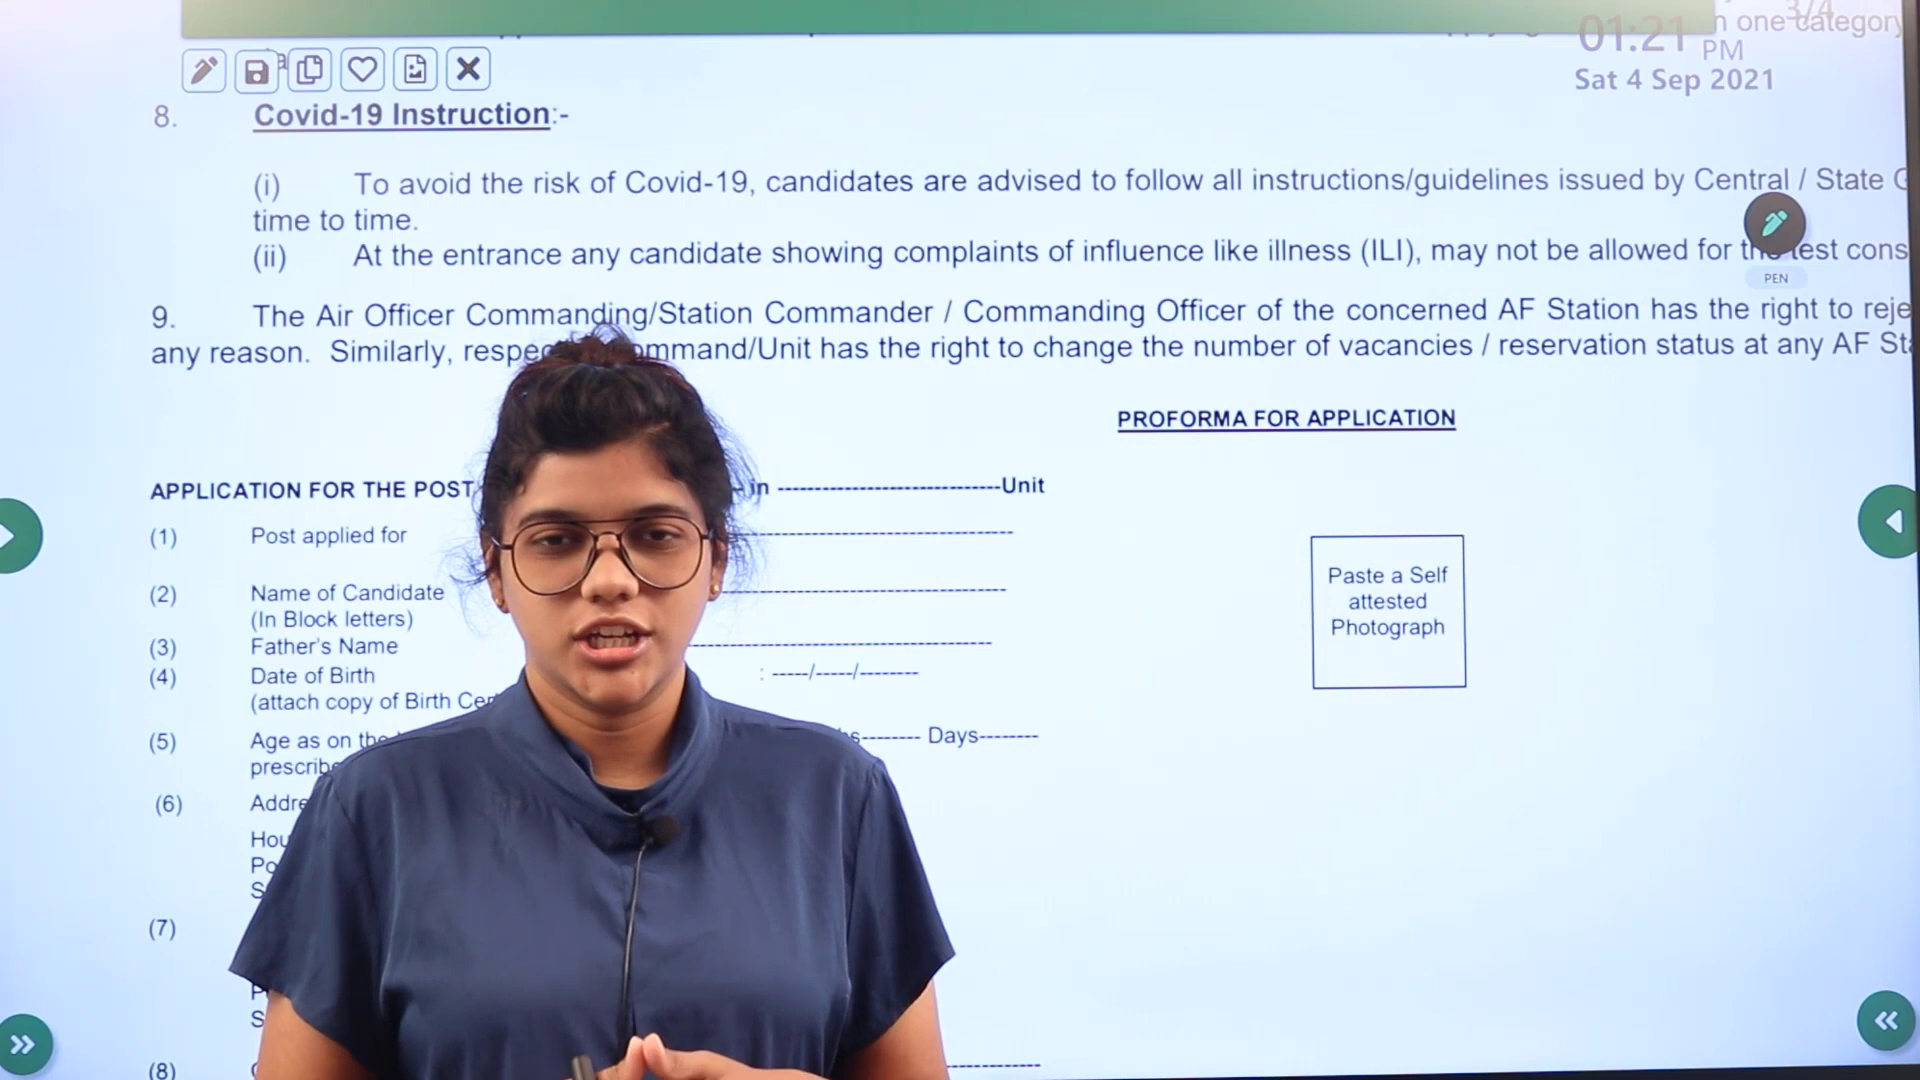 3/4
n one category
01:21 PM
Sat 4 Sep 2021
8. Covid-19 Instruction:-
(i) To avoid the risk of Covid-19, candidates are advised to follow all instructions/guidelines issued by Central / State
time to time.
(ii) At the entrance any candidate showing complaints of influence like illness (ILI), may not be allowed for test cons
PEN
9. The Air Officer Commanding/Station Commander / Commanding Officer of the concerned AF Station has the right to reje
any reason. Similarly, respec ommand/Unit has the right to change the number of vacancies / reservation status at any AF St
PROFORMA FOR APPLICATION
APPLICATION FOR THE POST in ---------------------------Unit
(1) Post applied for
(2) Name of Candidate
(In Block letters)
(3) Father's Name
(4) Date of Birth : -----/-----/--------
(attach copy of Birth Cer
(5) Age as on the s-------- Days--------
prescribe
(6) Addre
Hou
Po
S
(7)
P
S
(8)
Paste a Self
attested
Photograph